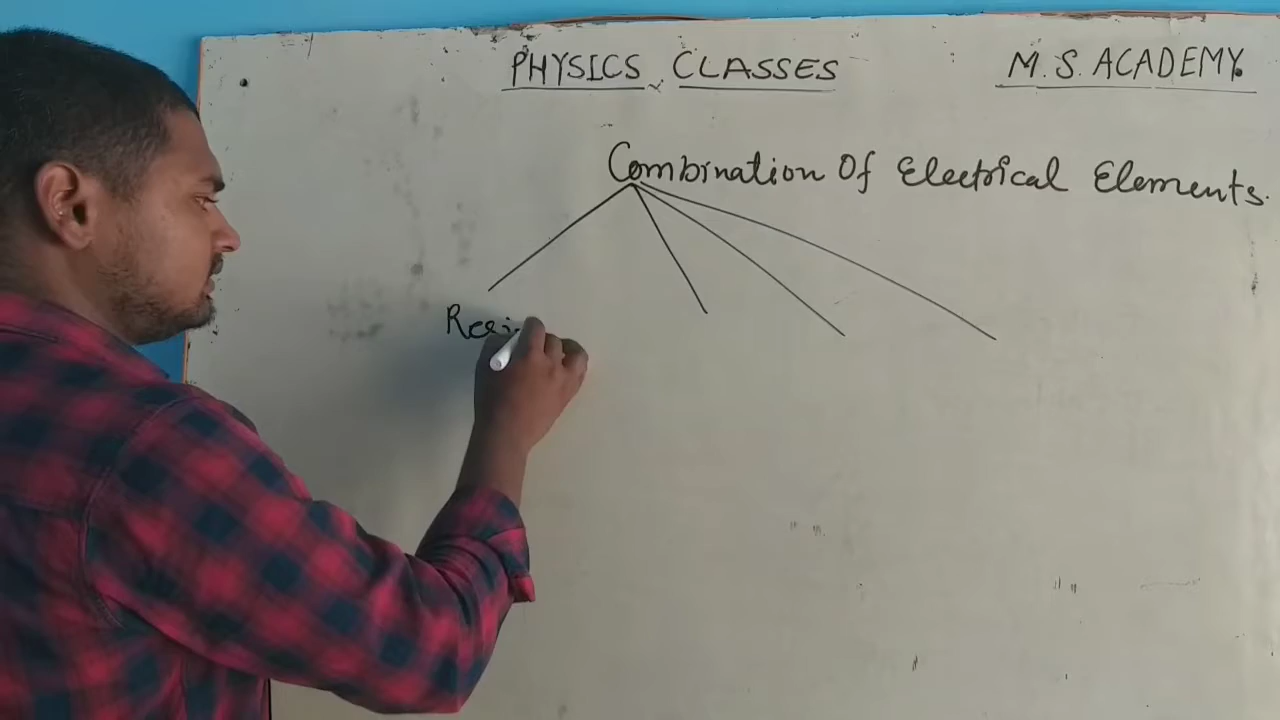 PHYSICS CLASSES M.S. ACADEMY.
Combination Of Electrical Elements.